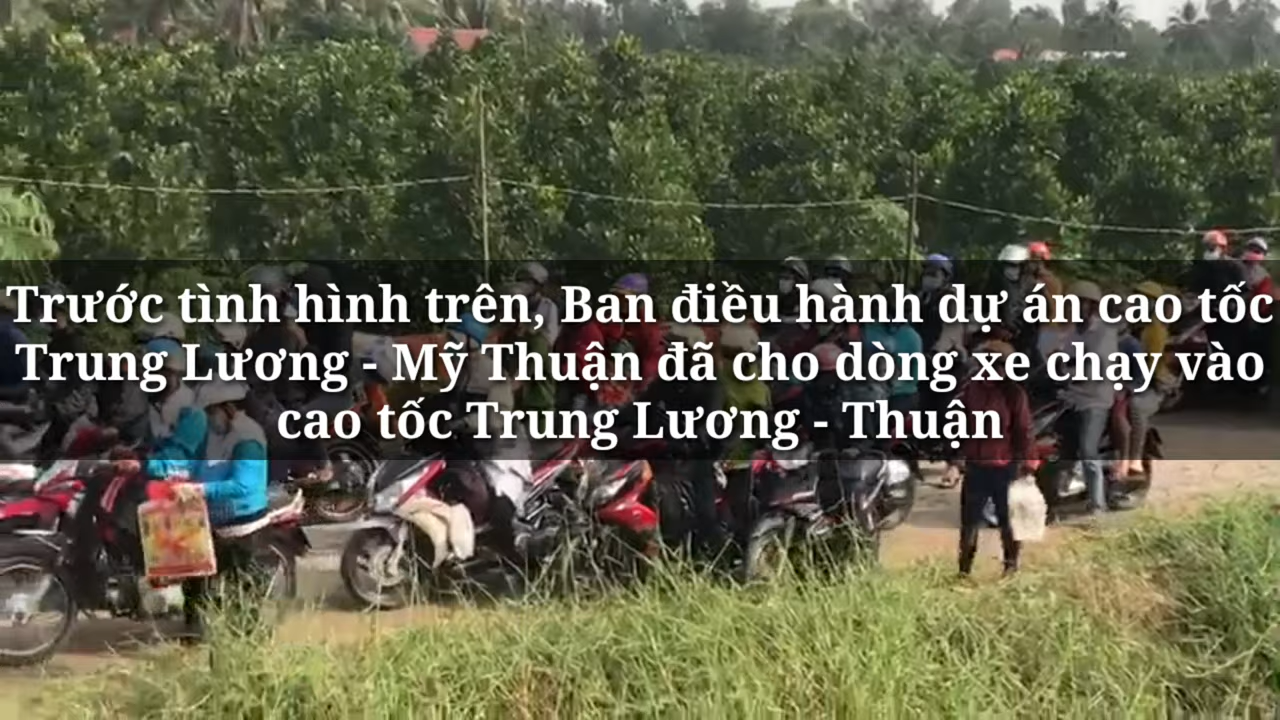 Trước tình hình trên, Ban điều hành dự án cao tốc
Trung Lương - Mỹ Thuận đã cho dòng xe chạy vào
cao tốc Trung Lương - Thuận